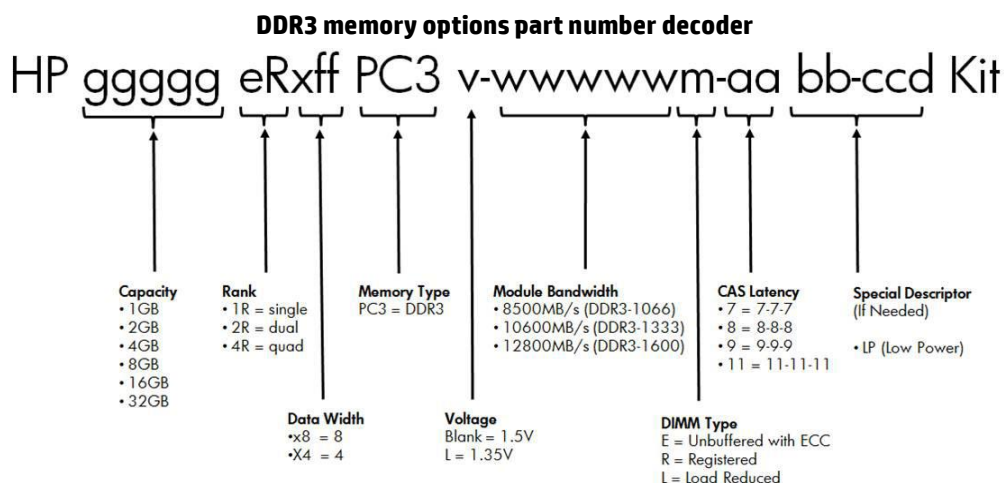 DDR3 memory options part number decoder
HP ggggg eRxff PC3 v-wwwwwm-aa bb-ccd Kit
Capacity
• 1GB
• 2GB
• 4GB
• 8GB
• 16GB
• 32GB
Rank
• 1R = single
• 2R = dual
• 4R = quad
Memory Type
PC3 = DDR3
Module Bandwidth
• 8500MB/s (DDR3-1066)
• 10600MB/s (DDR3-1333)
• 12800MB/s (DDR3-1600)
CAS Latency
• 7 = 7-7-7
• 8 = 8-8-8
• 9 = 9-9-9
• 11 = 11-11-11
Special Descriptor
(If Needed)
• LP (Low Power)
Data Width
•x8 = 8
•X4 = 4
Voltage
Blank = 1.5V
L = 1.35V
DIMM Type
E = Unbuffered with ECC
R = Registered
L = Load Reduced